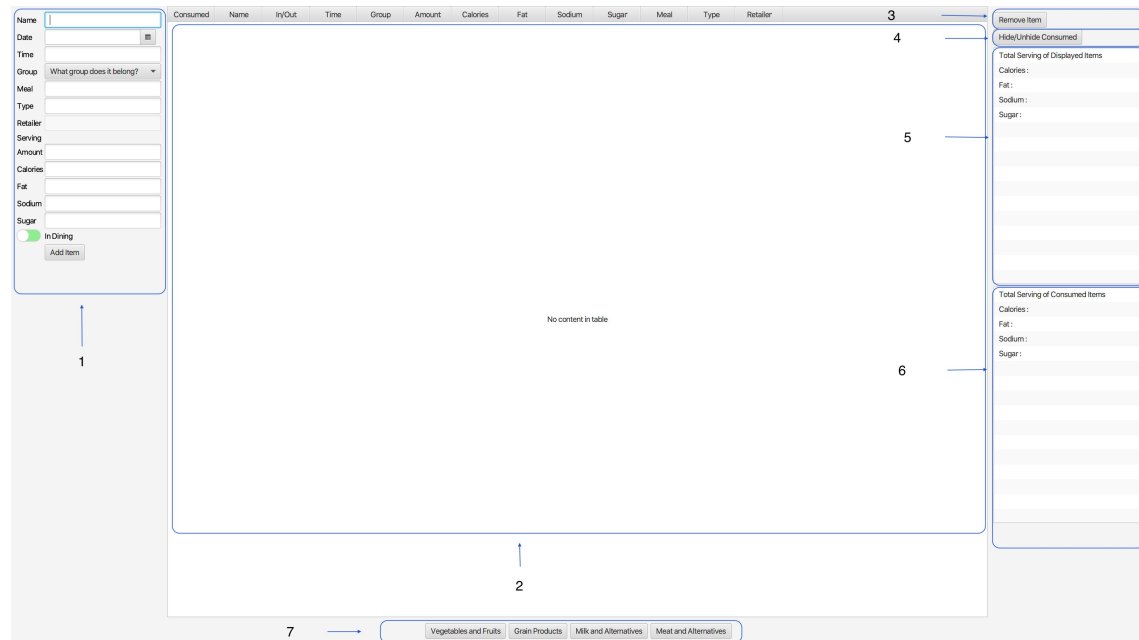 Name
Date
Time
Group What group does it belong?
Meal
Type
Retailer
Serving
Amount
Calories
Fat
Sodium
Sugar
In Dining
Add Item
1
Consumed Name In/Out Time Group Amount Calories Fat Sodium Sugar Meal Type Retailer
No content in table
2
3
Remove Item
4
Hide/Unhide Consumed
Total Serving of Displayed Items
Calories :
Fat :
Sodium :
Sugar :
5
Total Serving of Consumed Items
Calories :
Fat :
Sodium :
Sugar :
6
7
Vegetables and Fruits Grain Products Milk and Alternatives Meat and Alternatives